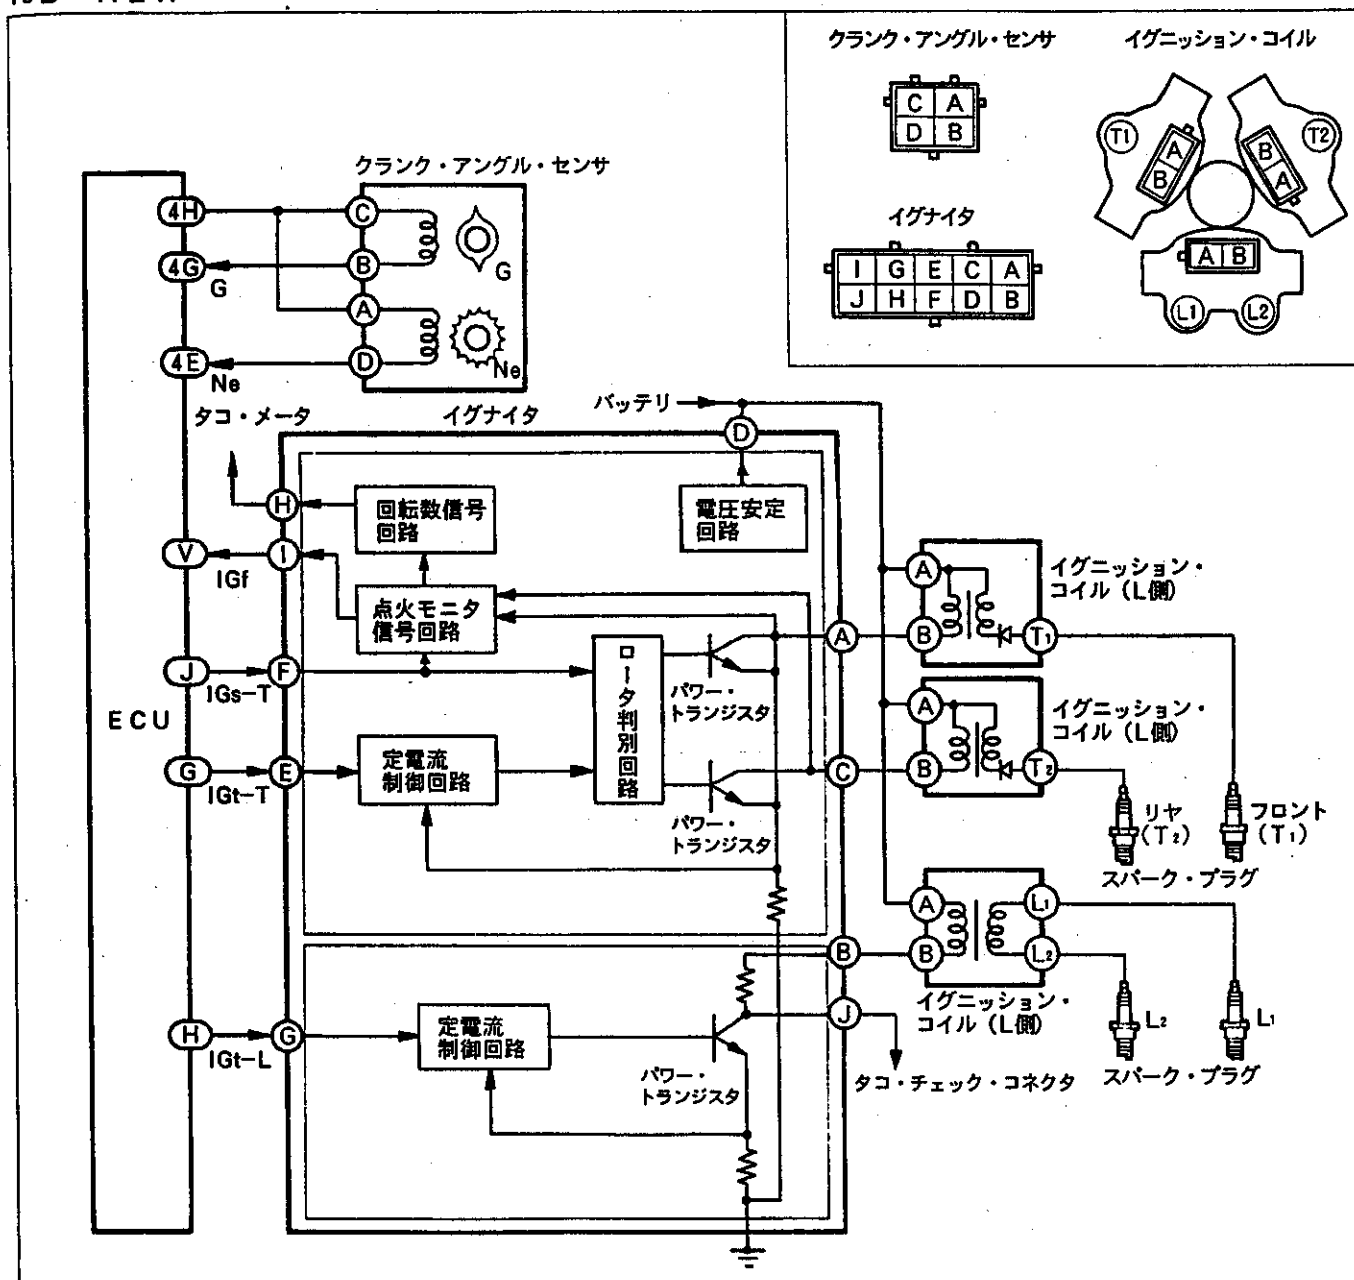 クランク・アングル・センサ
C A
D B
イグニッション・コイル
T1
A
B
T2
B
A
A B
L1
L2
イグナイタ
I G E C A
J H F D B
クランク・アングル・センサ
4H
C
4G
B
G
G
A
4E
D
Ne
Ne
タコ・メータ
イグナイタ
バッテリ
D
H
回転数信号
回路
電圧安定
回路
V
I
IGf
点火モニタ
信号回路
A
イグニッション・
コイル(L側)
B
T1
A
J
F
IGs-T
ロータ判別回路
パワー・
トランジスタ
ECU
A
イグニッション・
コイル(L側)
B
T2
C
G
E
IGt-T
定電流
制御回路
パワー・
トランジスタ
リヤ
(T2)
フロント
(T1)
スパーク・プラグ
A
L1
B
B
L2
イグニッション・
コイル(L側)
J
H
G
IGt-L
定電流
制御回路
パワー・
トランジスタ
タコ・チェック・コネクタ
L2
L1
スパーク・プラグ